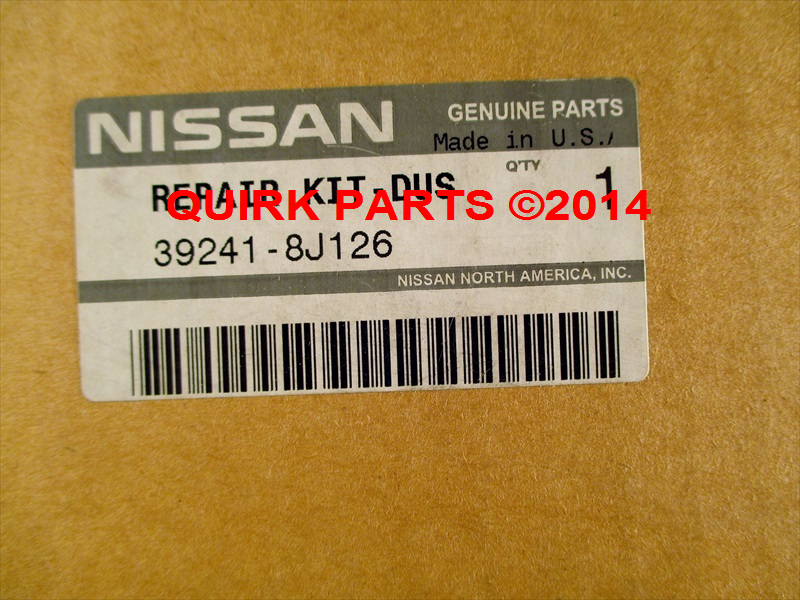 NISSAN
GENUINE PARTS
Made in U.S.
Q'TY
REPAIR KIT-DUS 1
QUIRK PARTS ©2014
39241-8J126
NISSAN NORTH AMERICA, INC.